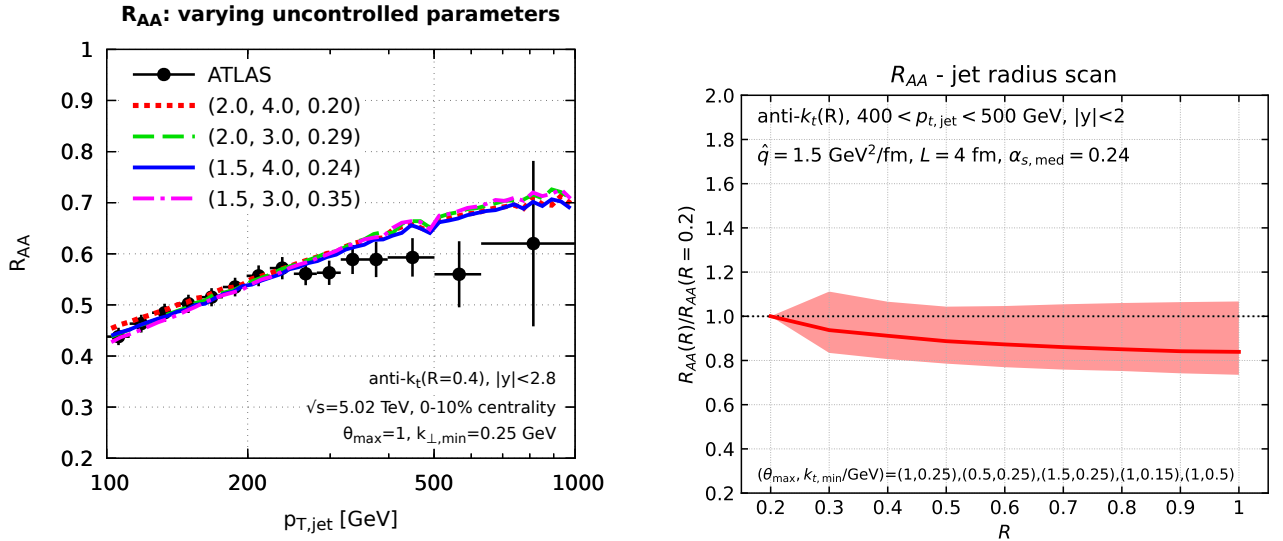 R_AA: varying uncontrolled parameters
1
0.9
0.8
0.7
0.6
0.5
0.4
0.3
0.2
R_AA
ATLAS
(2.0, 4.0, 0.20)
(2.0, 3.0, 0.29)
(1.5, 4.0, 0.24)
(1.5, 3.0, 0.35)
anti-k_t(R=0.4), |y|<2.8
√s=5.02 TeV, 0-10% centrality
θ_max=1, k_⊥,min=0.25 GeV
100 200 500 1000
p_T,jet [GeV]
R_AA - jet radius scan
2.0
1.8
1.6
1.4
1.2
1.0
0.8
0.6
0.4
0.2
R_AA(R)/R_AA(R = 0.2)
anti-k_t(R), 400 < p_t,jet < 500 GeV, |y|<2
q̂ = 1.5 GeV²/fm, L = 4 fm, α_s,med = 0.24
(θ_max, k_t,min/GeV)=(1,0.25),(0.5,0.25),(1.5,0.25),(1,0.15),(1,0.5)
0.2 0.3 0.4 0.5 0.6 0.7 0.8 0.9 1
R